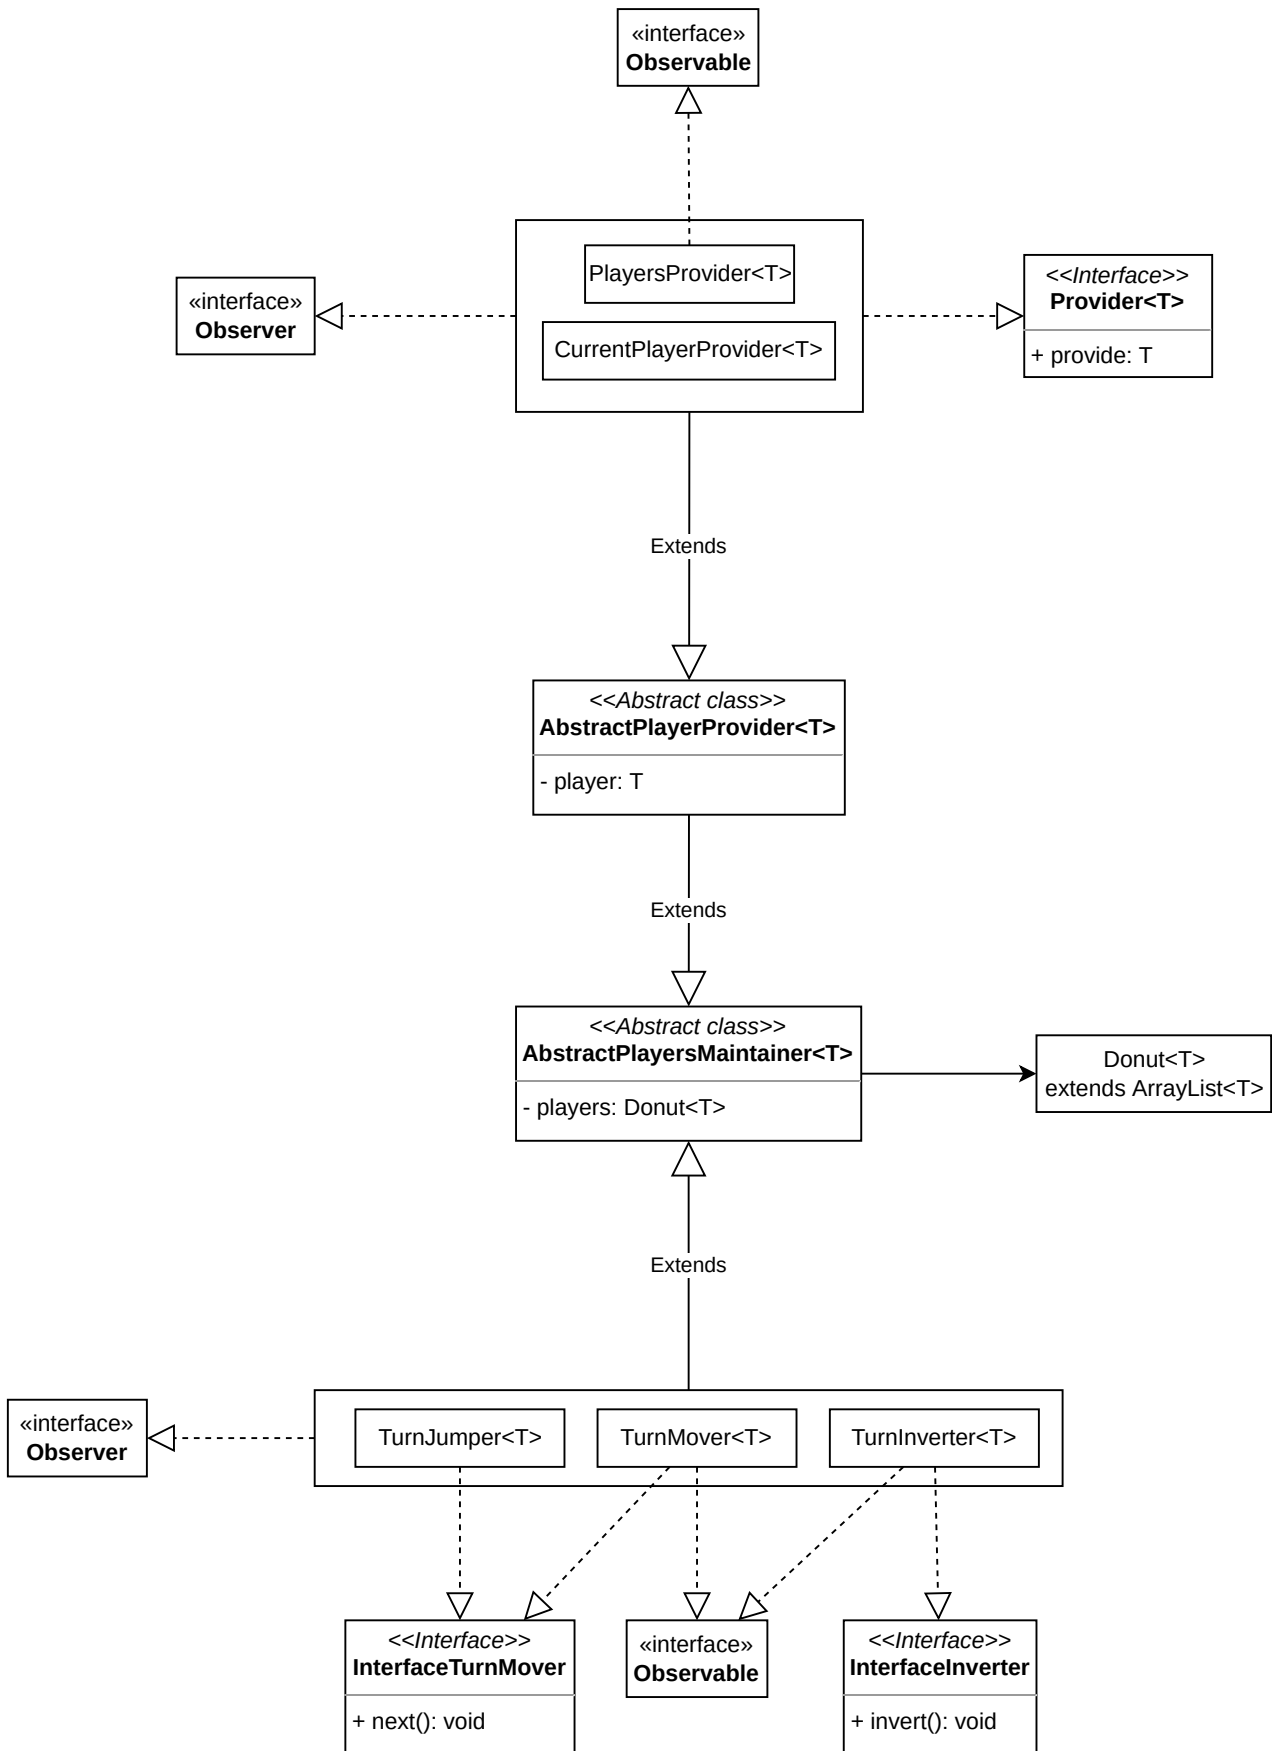 «interface»
Observable
PlayersProvider<T>
«interface»
Observer
CurrentPlayerProvider<T>
<<Interface>>
Provider<T>
+ provide: T
Extends
<<Abstract class>>
AbstractPlayerProvider<T>
- player: T
Extends
<<Abstract class>>
AbstractPlayersMaintainer<T>
- players: Donut<T>
Donut<T>
extends ArrayList<T>
Extends
«interface»
Observer
TurnJumper<T>
TurnMover<T>
TurnInverter<T>
<<Interface>>
InterfaceTurnMover
+ next(): void
«interface»
Observable
<<Interface>>
InterfaceInverter
+ invert(): void